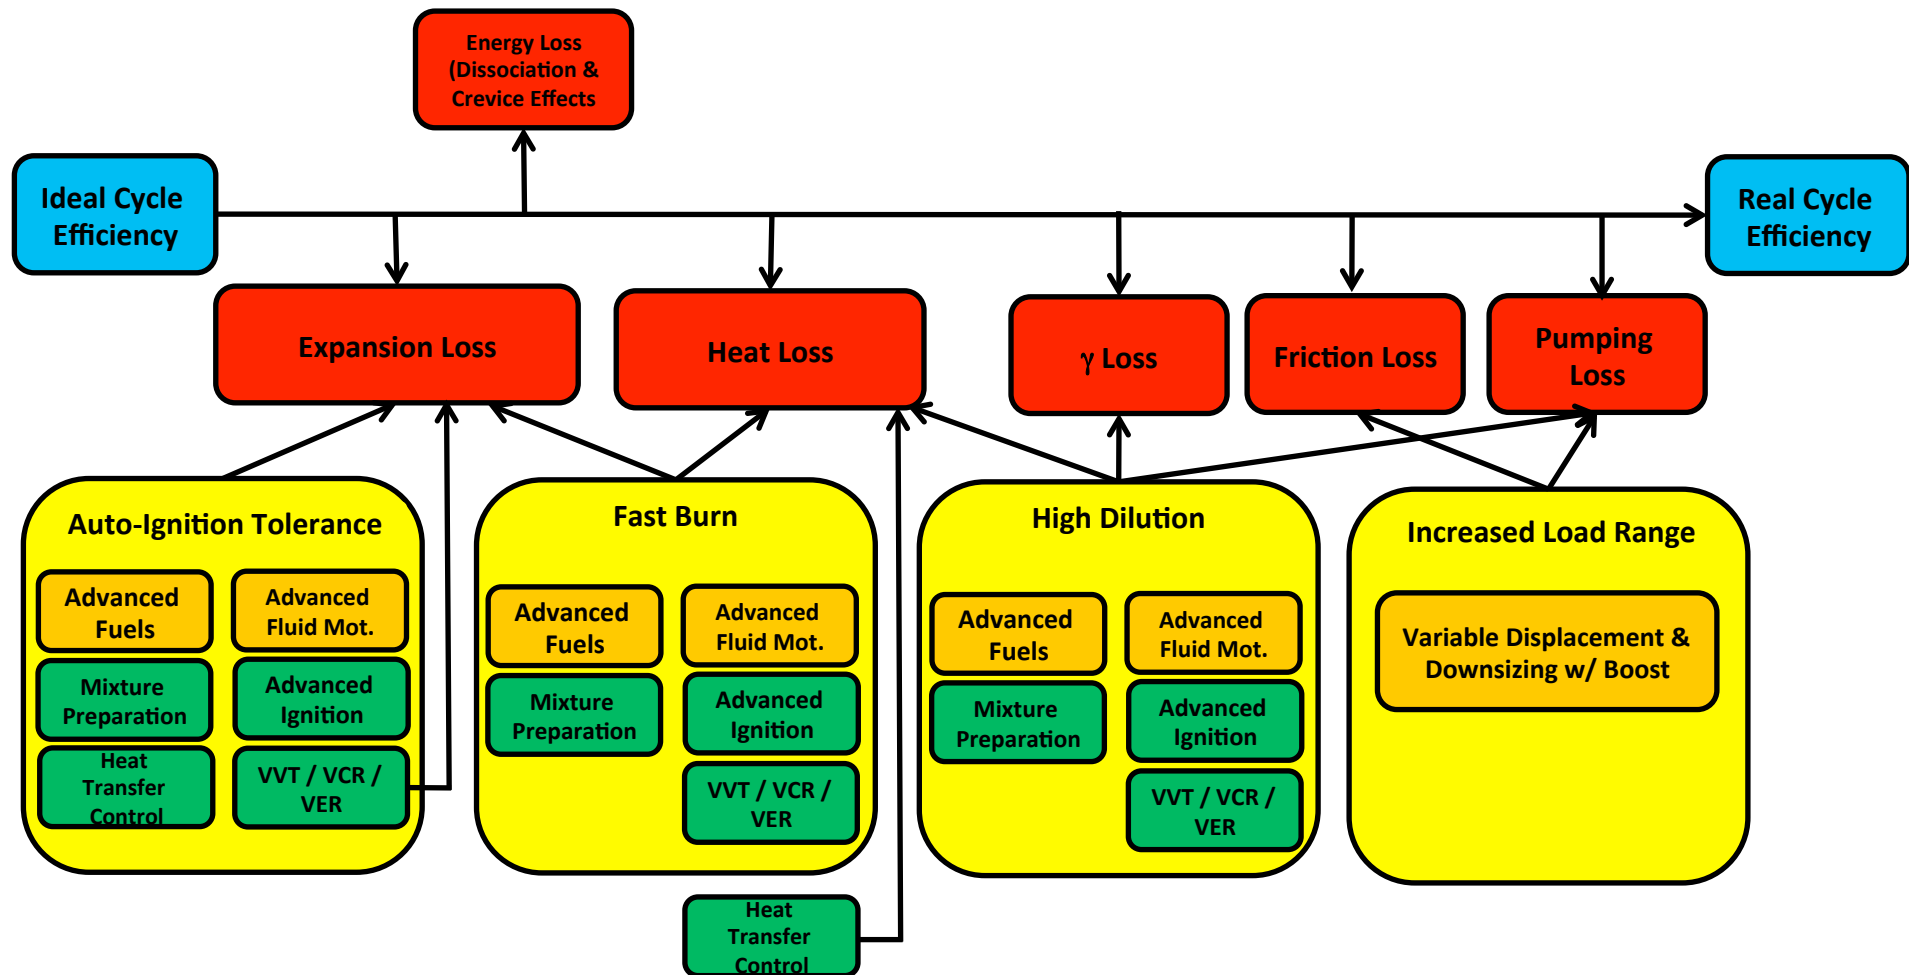 Energy Loss
(Dissociation &
Crevice Effects
Ideal Cycle
Efficiency
Real Cycle
Efficiency
Expansion Loss
Heat Loss
γ Loss
Friction Loss
Pumping
Loss
Auto-Ignition Tolerance
Advanced
Fuels
Advanced
Fluid Mot.
Mixture
Preparation
Advanced
Ignition
Heat
Transfer
Control
VVT / VCR /
VER
Fast Burn
Advanced
Fuels
Advanced
Fluid Mot.
Mixture
Preparation
Advanced
Ignition
VVT / VCR /
VER
Heat
Transfer
Control
High Dilution
Advanced
Fuels
Advanced
Fluid Mot.
Mixture
Preparation
Advanced
Ignition
VVT / VCR /
VER
Increased Load Range
Variable Displacement &
Downsizing w/ Boost